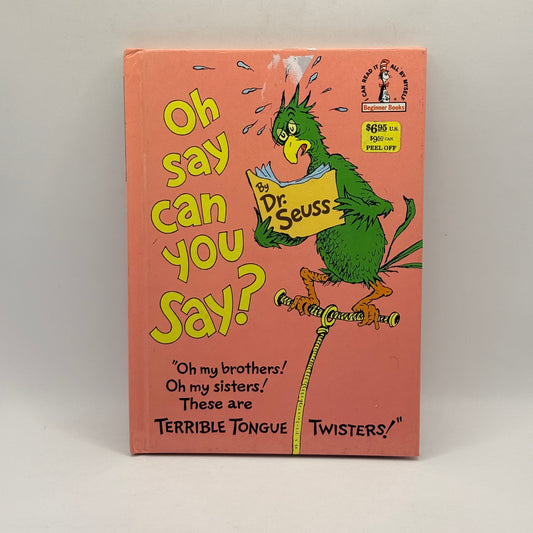 Oh
say
can
you
say?
By
Dr.
Seuss
I CAN READ IT ALL BY MYSELF
Beginner Books
$6.95 U.S.
PEEL OFF
"Oh my brothers!
Oh my sisters!
These are
TERRIBLE TONGUE TWISTERS!"